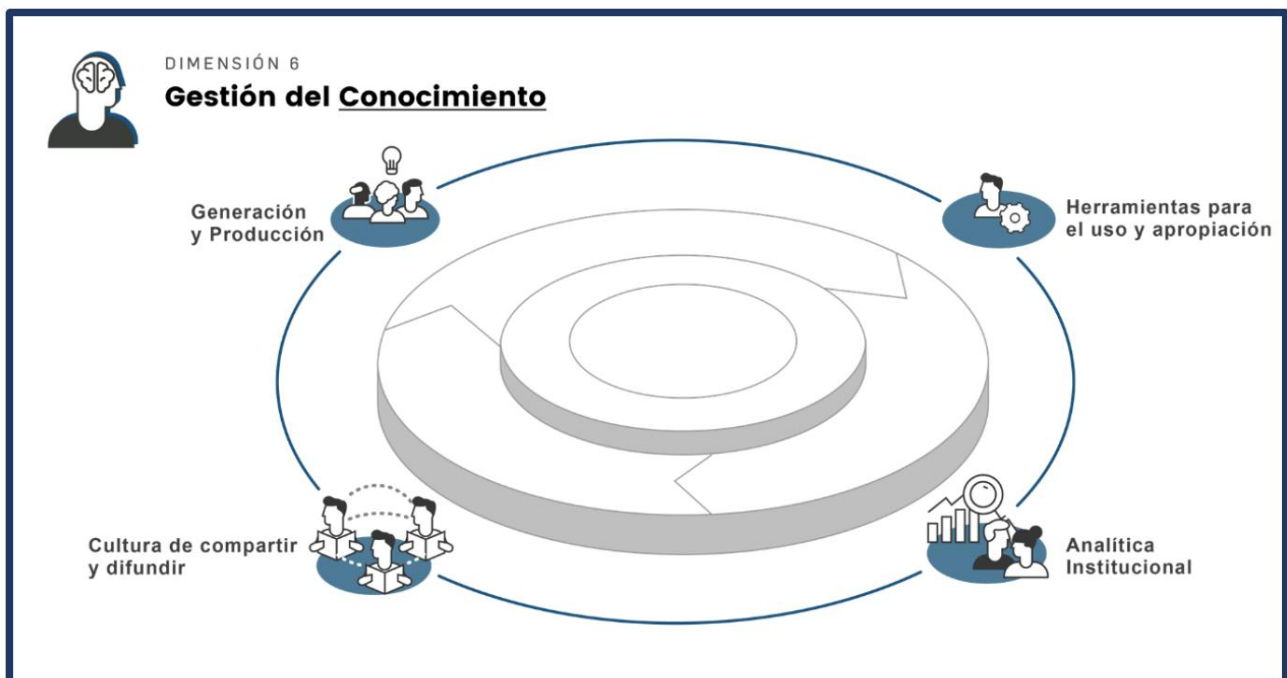 DIMENSIÓN 6
Gestión del Conocimiento
Generación
y Producción
Herramientas para
el uso y apropiación
Cultura de compartir
y difundir
Analítica
Institucional